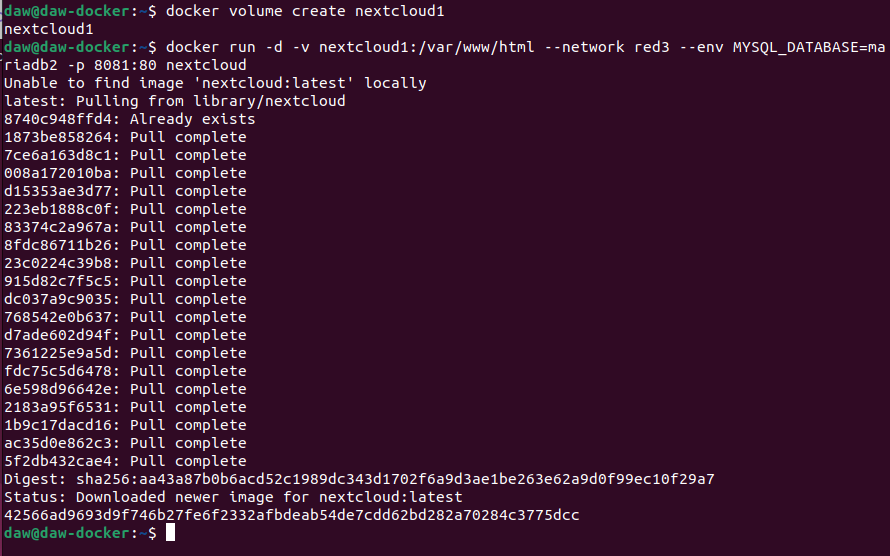 daw@daw-docker:~$ docker volume create nextcloud1
nextcloud1
daw@daw-docker:~$ docker run -d -v nextcloud1:/var/www/html --network red3 --env MYSQL_DATABASE=ma
riadb2 -p 8081:80 nextcloud
Unable to find image 'nextcloud:latest' locally
latest: Pulling from library/nextcloud
8740c948ffd4: Already exists
1873be858264: Pull complete
7ce6a163d8c1: Pull complete
008a172010ba: Pull complete
d15353ae3d77: Pull complete
223eb1888c0f: Pull complete
83374c2a967a: Pull complete
8fdc86711b26: Pull complete
23c0224c39b8: Pull complete
915d82c7f5c5: Pull complete
dc037a9c9035: Pull complete
768542e0b637: Pull complete
d7ade602d94f: Pull complete
7361225e9a5d: Pull complete
fdc75c5d6478: Pull complete
6e598d96642e: Pull complete
2183a95f6531: Pull complete
1b9c17dacd16: Pull complete
ac35d0e862c3: Pull complete
5f2db432cae4: Pull complete
Digest: sha256:aa43a87b0b6acd52c1989dc343d1702f6a9d3ae1be263e62a9d0f99ec10f29a7
Status: Downloaded newer image for nextcloud:latest
42566ad9693d9f746b27fe6f2332afbdeab54de7cdd62bd282a70284c3775dcc
daw@daw-docker:~$